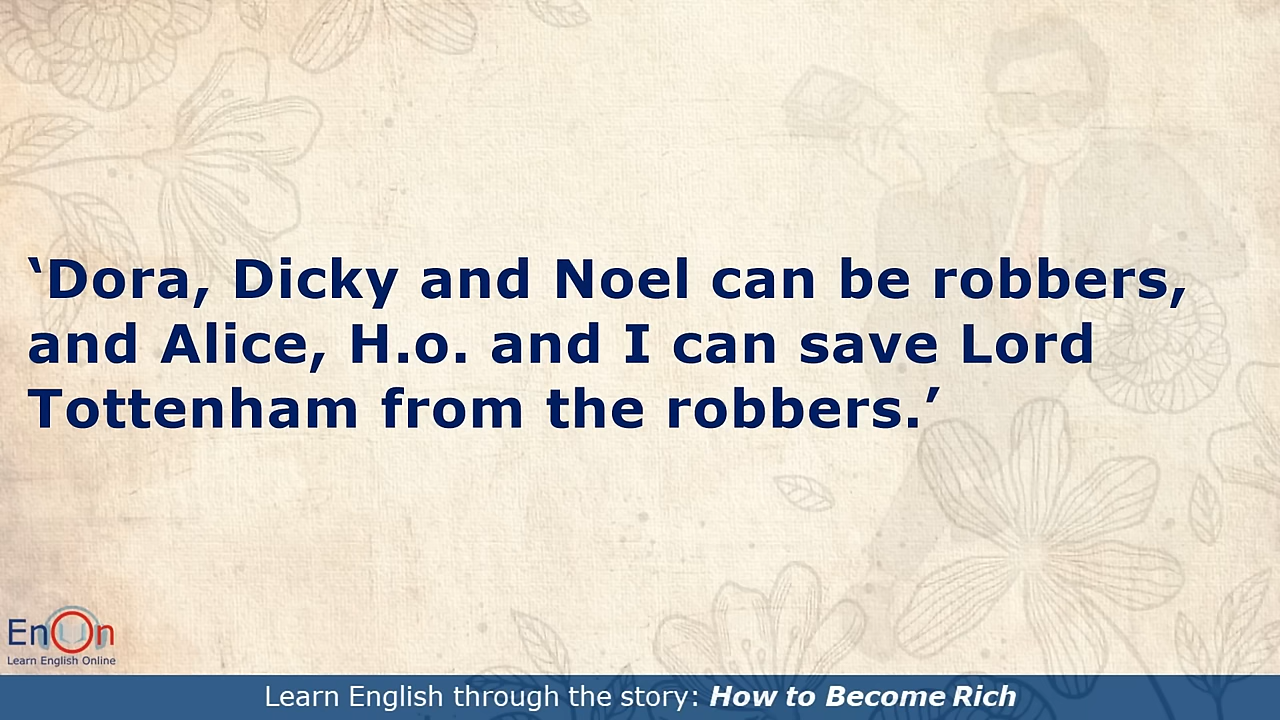 ‘Dora, Dicky and Noel can be robbers,
and Alice, H.o. and I can save Lord
Tottenham from the robbers.’
EnOn
Learn English Online
Learn English through the story: How to Become Rich